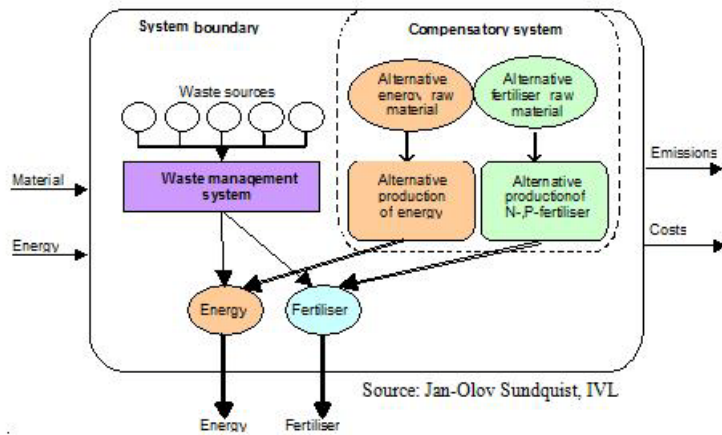 System boundary
Compensatory system
Waste sources
Alternative
energy raw
material
Alternative
fertiliser raw
material
Material
Energy
Waste management
system
Alternative
production
of energy
Alternative
productionof
N-,P-fertiliser
Emissions
Costs
Energy
Fertiliser
Source: Jan-Olov Sundquist, IVL
Energy
Fertiliser
.